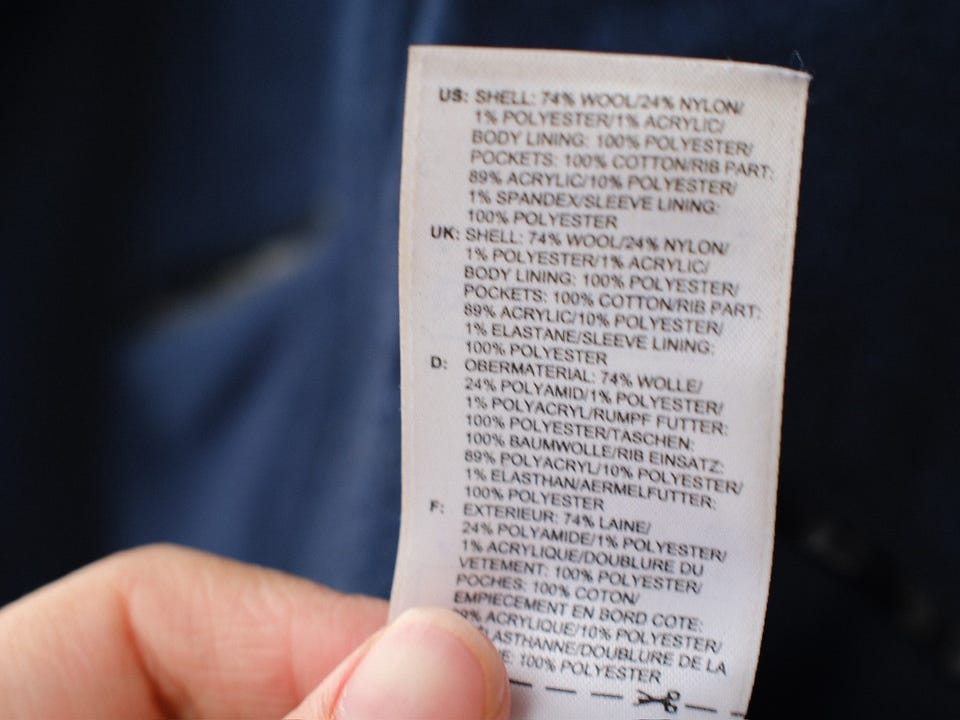 US: SHELL: 74% WOOL/24% NYLON/
1% POLYESTER/1% ACRYLIC/
BODY LINING: 100% POLYESTER/
POCKETS: 100% COTTON/RIB PART:
89% ACRYLIC/10% POLYESTER/
1% SPANDEX/SLEEVE LINING:
100% POLYESTER
UK: SHELL: 74% WOOL/24% NYLON/
1% POLYESTER/1% ACRYLIC/
BODY LINING: 100% POLYESTER/
POCKETS: 100% COTTON/RIB PART:
89% ACRYLIC/10% POLYESTER/
1% ELASTANE/SLEEVE LINING:
100% POLYESTER
D: OBERMATERIAL: 74% WOLLE/
24% POLYAMID/1% POLYESTER/
1% POLYACRYL/RUMPF FUTTER:
100% POLYESTER/TASCHEN:
100% BAUMWOLLE/RIB EINSATZ:
89% POLYACRYL/10% POLYESTER/
1% ELASTHAN/AERMELFUTTER:
100% POLYESTER
F: EXTERIEUR: 74% LAINE/
24% POLYAMIDE/1% POLYESTER/
1% ACRYLIQUE/DOUBLURE DU
VETEMENT: 100% POLYESTER/
POCHES: 100% COTON/
EMPIECEMENT EN BORD COTE:
ACRYLIQUE/10% POLYESTER/
DOUBLURE DE LA
100% POLYESTER